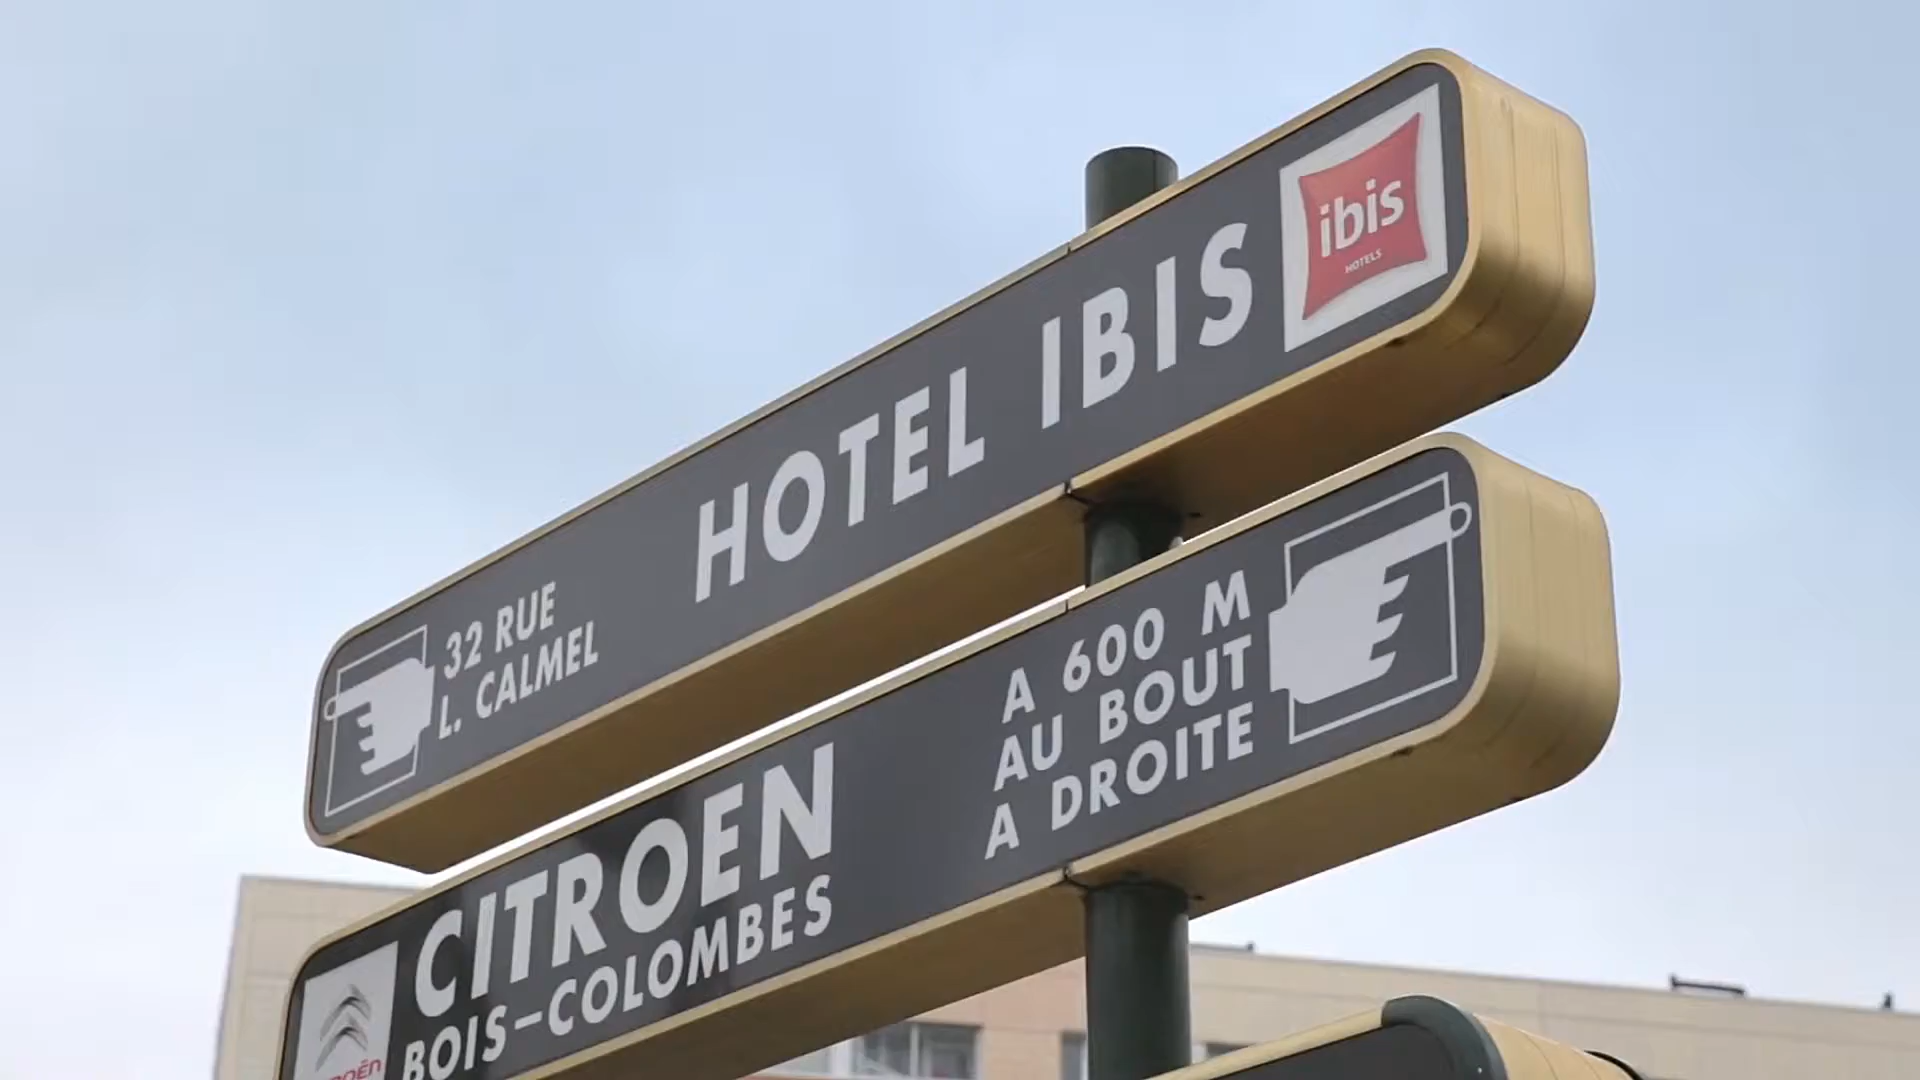 32 RUE
L. CALMEL
HOTEL IBIS
ibis
HOTELS
CITROEN
BOIS-COLOMBES
A 600 M
AU BOUT
A DROITE